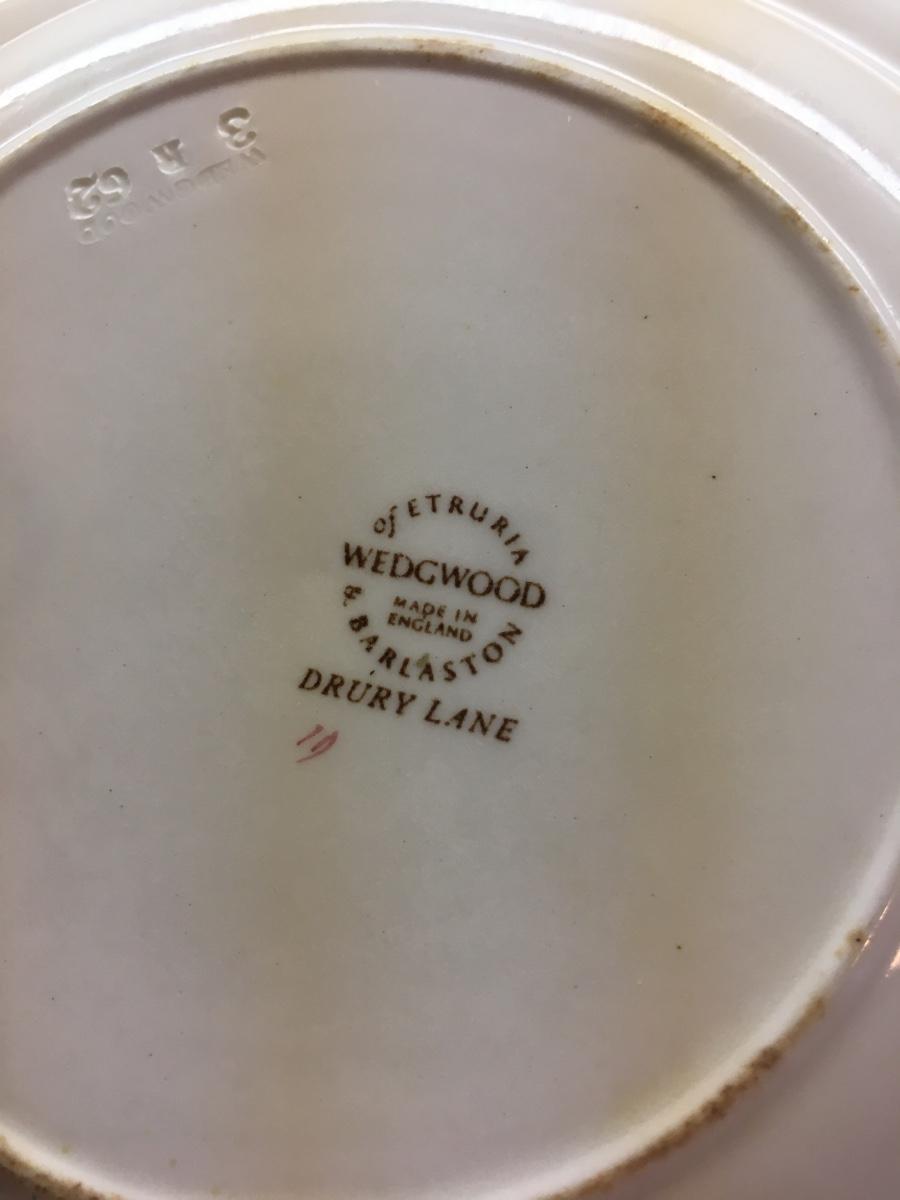 3 62
WEDGWOOD
of ETRURIA
WEDGWOOD
MADE IN
ENGLAND
& BARLASTON
DRURY LANE